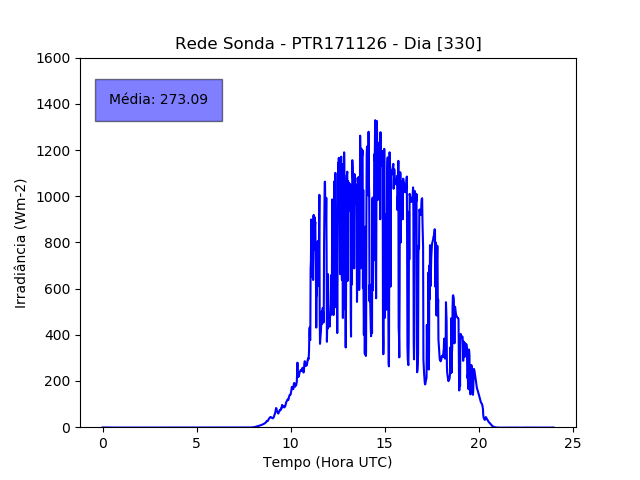 Rede Sonda - PTR171126 - Dia [330]
1600
1400
1200
1000
800
600
400
200
0
Média: 273.09
Irradiância (Wm-2)
0 5 10 15 20 25
Tempo (Hora UTC)